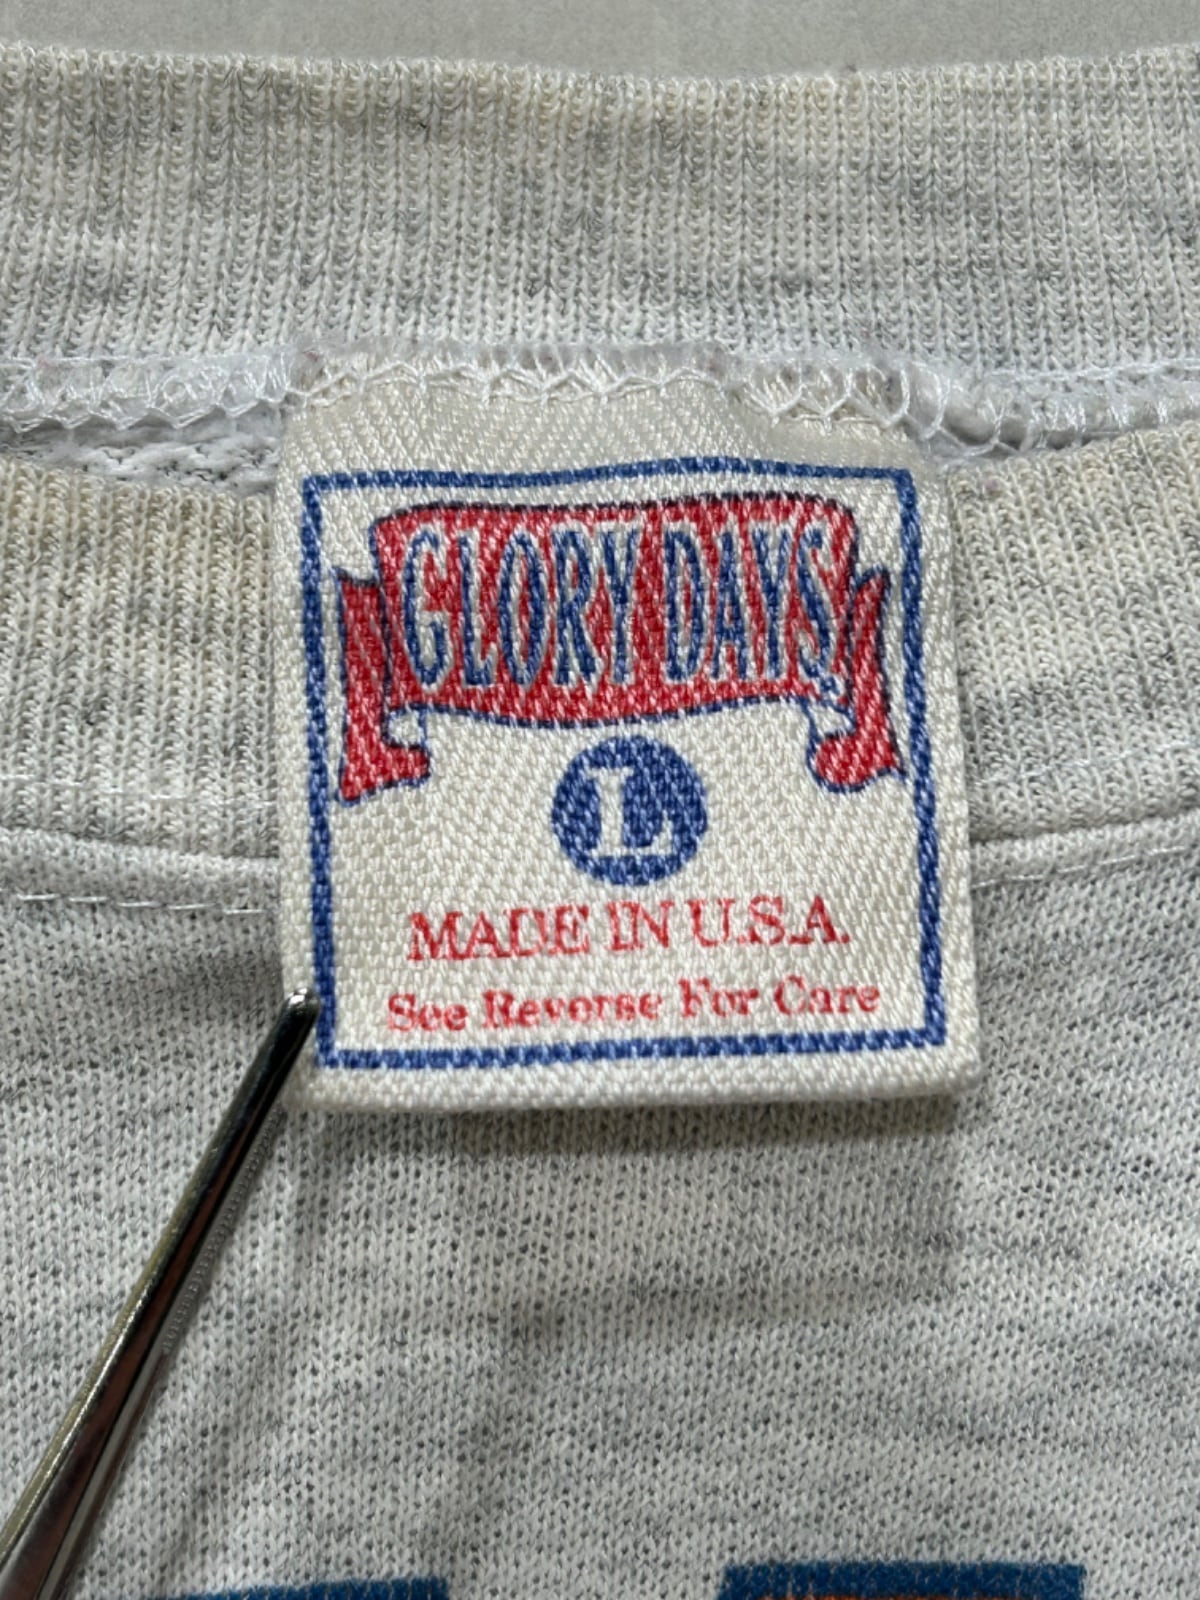 GLORY DAYS
L
MADE IN U.S.A.
See Reverse For Care